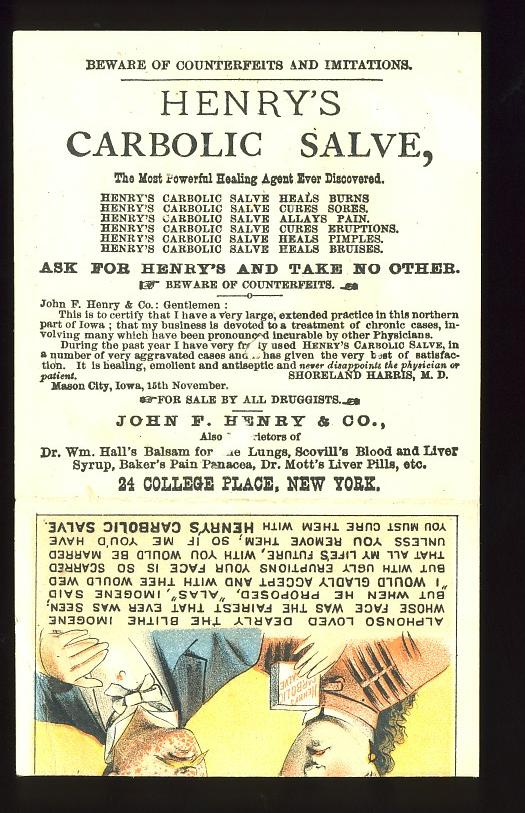 BEWARE OF COUNTERFEITS AND IMITATIONS.
HENRY'S
CARBOLIC SALVE,
The Most Powerful Healing Agent Ever Discovered.
HENRY'S CARBOLIC SALVE HEALS BURNS
HENRY'S CARBOLIC SALVE CURES SORES.
HENRY'S CARBOLIC SALVE ALLAYS PAIN.
HENRY'S CARBOLIC SALVE CURES ERUPTIONS.
HENRY'S CARBOLIC SALVE HEALS PIMPLES.
HENRY'S CARBOLIC SALVE HEALS BRUISES.
ASK FOR HENRY'S AND TAKE NO OTHER.
BEWARE OF COUNTERFEITS.
John F. Henry & Co.: Gentlemen:
This is to certify that I have a very large, extended practice in this northern
part of Iowa; that my business is devoted to a treatment of chronic cases, in-
volving many which have been pronounced incurable by other Physicians.
During the past year I have very used HENRY'S CARBOLIC SALVE, in
a number of very aggravated cases and has given the very best of satisfac-
tion. It is healing, emolient and antiseptic and never disappoints the physician or
patient. SHORELAND HARRIS, M. D.
Mason City, Iowa, 15th November.
FOR SALE BY ALL DRUGGISTS.
JOHN F. HENRY & CO.,
Also rietors of
Dr. Wm. Hall's Balsam for the Lungs, Scovill's Blood and Liver
Syrup, Baker's Pain Panacea, Dr. Mott's Liver Pills, etc.
24 COLLEGE PLACE, NEW YORK.
ALPHONSO LOVED DEARLY THE BLITHE IMOGENE
WHOSE FACE WAS THE FAIREST THAT EVER WAS SEEN,
BUT WHEN HE PROPOSED, "ALAS", IMOGENE SAID
"I WOULD GLADLY ACCEPT AND WITH THEE WOULD WED
BUT WITH UGLY ERUPTIONS YOUR FACE IS SO SCARRED
THAT ALL MY LIFE'S FUTURE, WITH YOU WOULD BE MARRED
UNLESS YOU REMOVE THEM; SO IF ME YOU'D HAVE
YOU MUST CURE THEM WITH HENRY'S CARBOLIC SALVE.
HENRY'S
CARBOLIC
SALVE